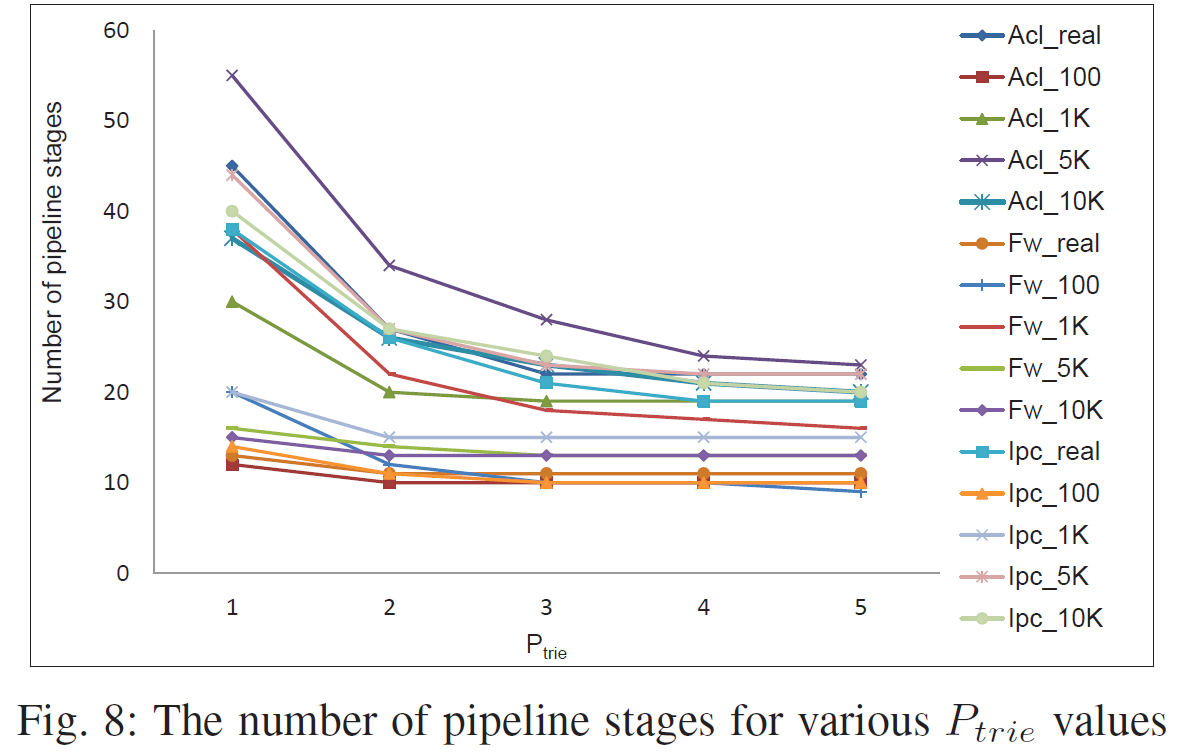 60
50
40
30
20
10
0
Number of pipeline stages
1 2 3 4 5
Ptrie
Acl_real
Acl_100
Acl_1K
Acl_5K
Acl_10K
Fw_real
Fw_100
Fw_1K
Fw_5K
Fw_10K
Ipc_real
Ipc_100
Ipc_1K
Ipc_5K
Ipc_10K
Fig. 8: The number of pipeline stages for various Ptrie values